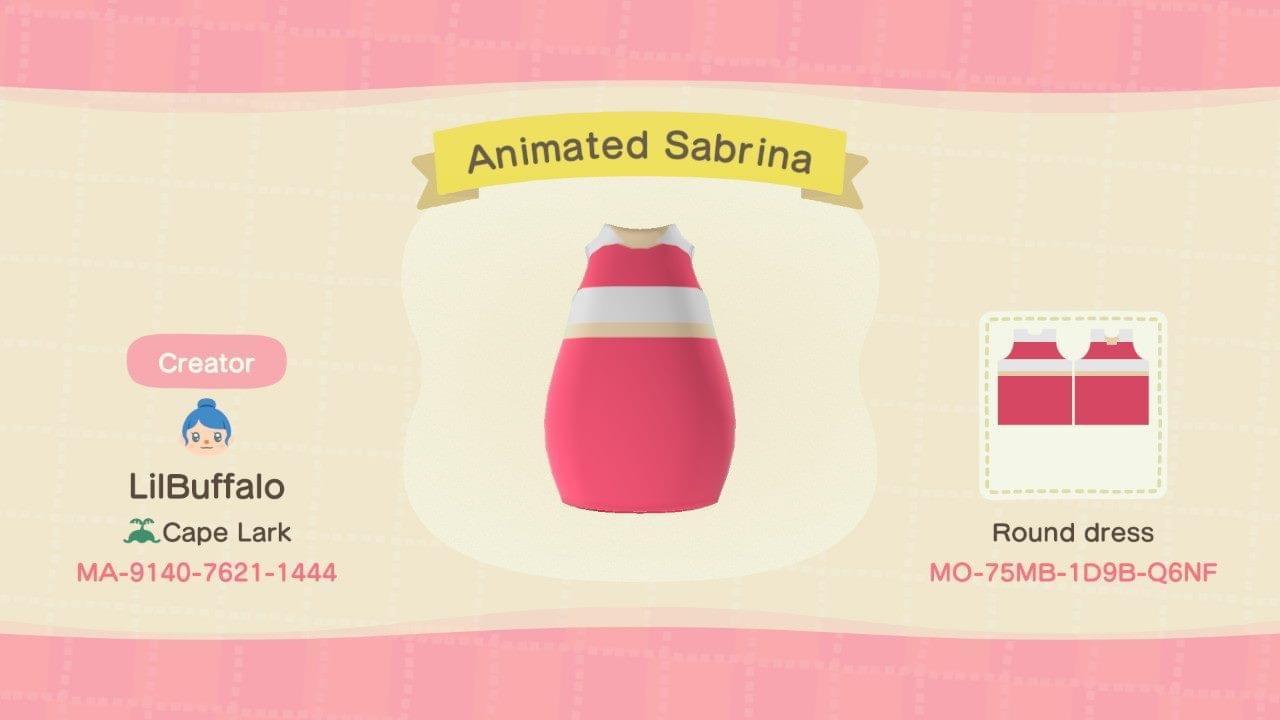 Animated Sabrina
Creator
LilBuffalo
Cape Lark
MA-9140-7621-1444
Round dress
MO-75MB-1D9B-Q6NF